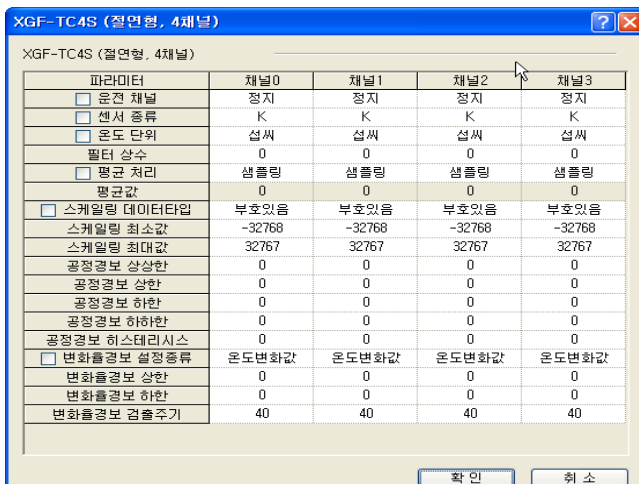 XGF-TC4S (절연형, 4채널)
XGF-TC4S (절연형, 4채널)
파라미터 채널0 채널1 채널2 채널3
운전 채널 정지 정지 정지 정지
센서 종류 K K K K
온도 단위 섭씨 섭씨 섭씨 섭씨
필터 상수 0 0 0 0
평균 처리 샘플링 샘플링 샘플링 샘플링
평균값 0 0 0 0
스케일링 데이터타입 부호있음 부호있음 부호있음 부호있음
스케일링 최소값 -32768 -32768 -32768 -32768
스케일링 최대값 32767 32767 32767 32767
공정경보 상상한 0 0 0 0
공정경보 상한 0 0 0 0
공정경보 하한 0 0 0 0
공정경보 하하한 0 0 0 0
공정경보 히스테리시스 0 0 0 0
변화율경보 설정종류 온도변화값 온도변화값 온도변화값 온도변화값
변화율경보 상한 0 0 0 0
변화율경보 하한 0 0 0 0
변화율경보 검출주기 40 40 40 40
확인 취소